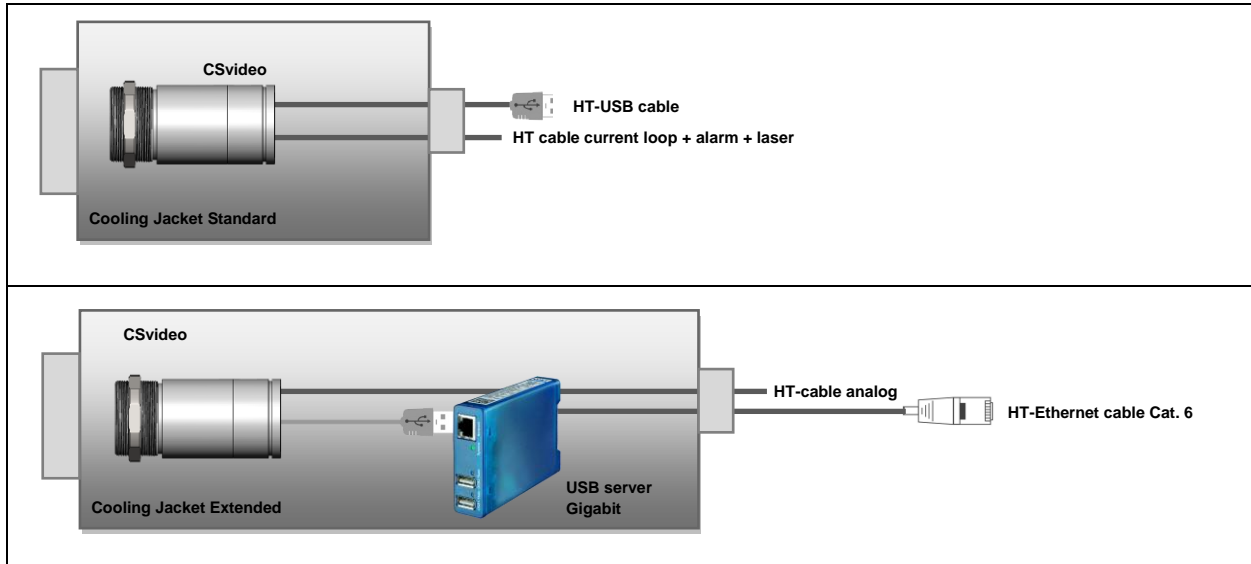 CSvideo
HT-USB cable
HT cable current loop + alarm + laser
Cooling Jacket Standard
CSvideo
HT-cable analog
HT-Ethernet cable Cat. 6
USB server
Gigabit
Cooling Jacket Extended